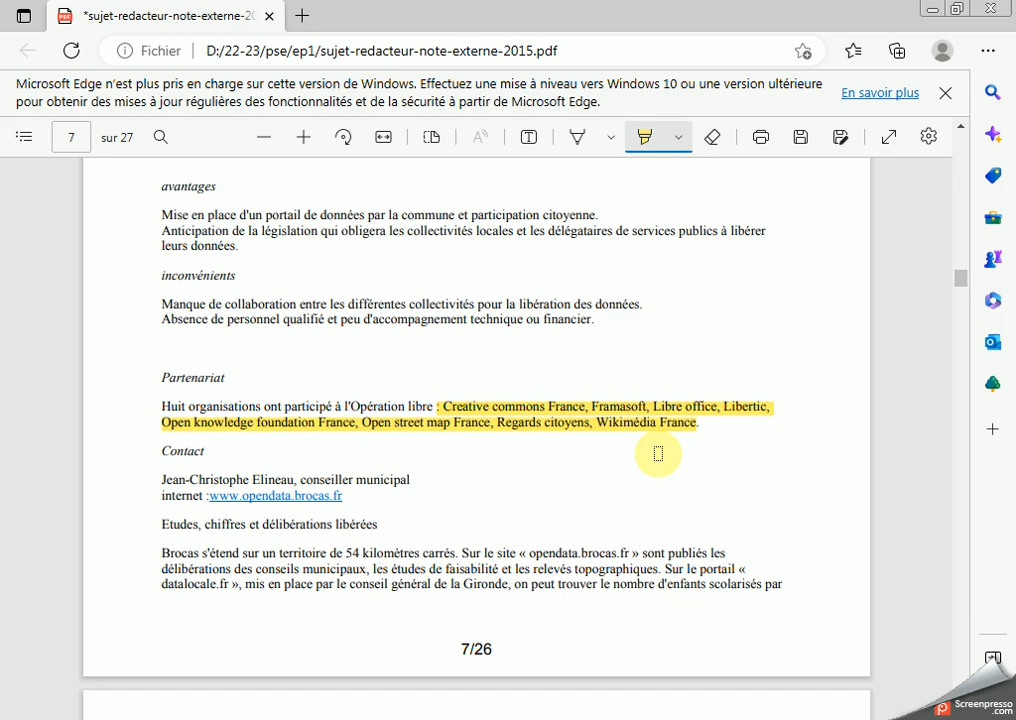 *sujet-redacteur-note-externe-20
Fichier
D:/22-23/pse/ep1/sujet-redacteur-note-externe-2015.pdf
Microsoft Edge n'est plus pris en charge sur cette version de Windows. Effectuez une mise à niveau vers Windows 10 ou une version ultérieure
pour obtenir des mises à jour régulières des fonctionnalités et de la sécurité à partir de Microsoft Edge.
En savoir plus
7
sur 27
avantages
Mise en place d'un portail de données par la commune et participation citoyenne.
Anticipation de la législation qui obligera les collectivités locales et les délégataires de services publics à libérer
leurs données.
inconvénients
Manque de collaboration entre les différentes collectivités pour la libération des données.
Absence de personnel qualifié et peu d'accompagnement technique ou financier.
Partenariat
Huit organisations ont participé à l'Opération libre : Creative commons France, Framasoft, Libre office, Libertic,
Open knowledge foundation France, Open street map France, Regards citoyens, Wikimédia France.
Contact
Jean-Christophe Elineau, conseiller municipal
internet :www.opendata.brocas.fr
Etudes, chiffres et délibérations libérées
Brocas s'étend sur un territoire de 54 kilomètres carrés. Sur le site « opendata.brocas.fr » sont publiés les
délibérations des conseils municipaux, les études de faisabilité et les relevés topographiques. Sur le portail «
datalocale.fr », mis en place par le conseil général de la Gironde, on peut trouver le nombre d'enfants scolarisés par
7/26
Screenpresso
.com